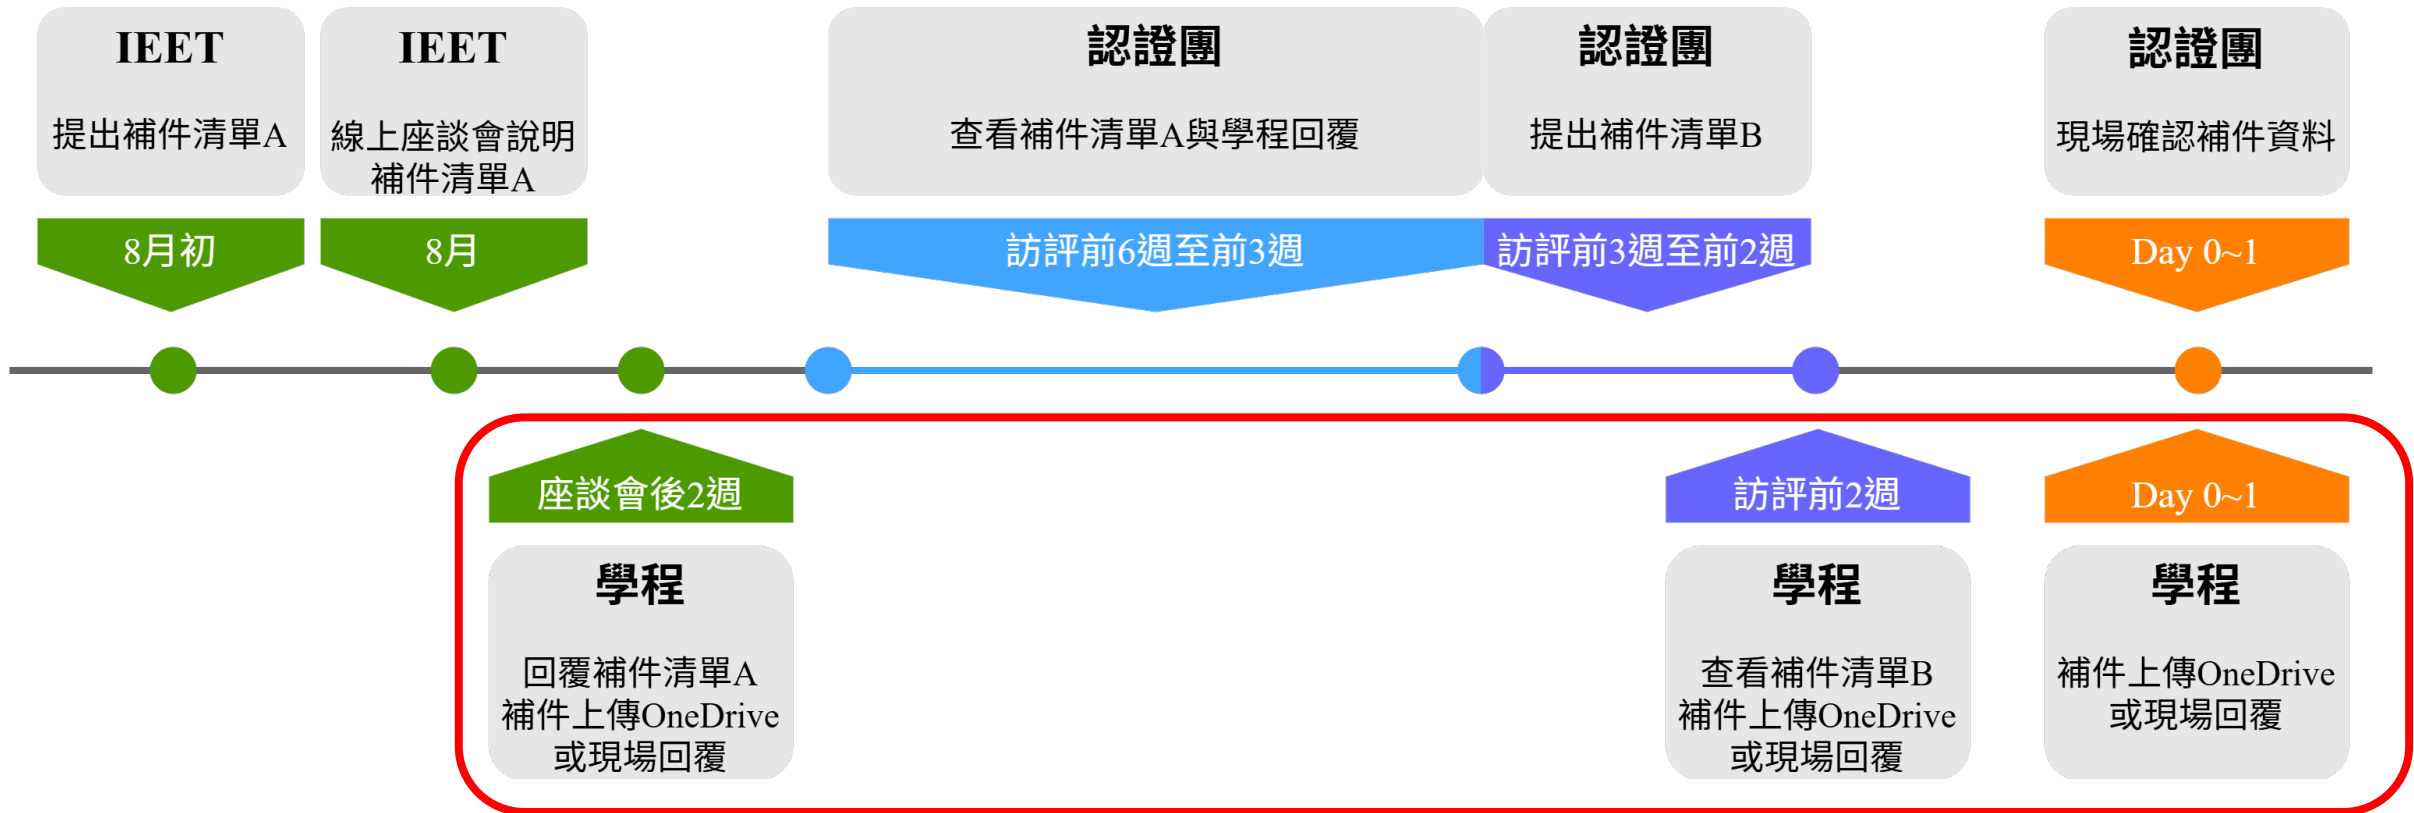 IEET
提出補件清單A
8月初
IEET
線上座談會說明
補件清單A
8月
認證團
查看補件清單A與學程回覆
訪評前6週至前3週
認證團
提出補件清單B
訪評前3週至前2週
認證團
現場確認補件資料
Day 0~1
座談會後2週
學程
回覆補件清單A
補件上傳OneDrive
或現場回覆
訪評前2週
學程
查看補件清單B
補件上傳OneDrive
或現場回覆
Day 0~1
學程
補件上傳OneDrive
或現場回覆